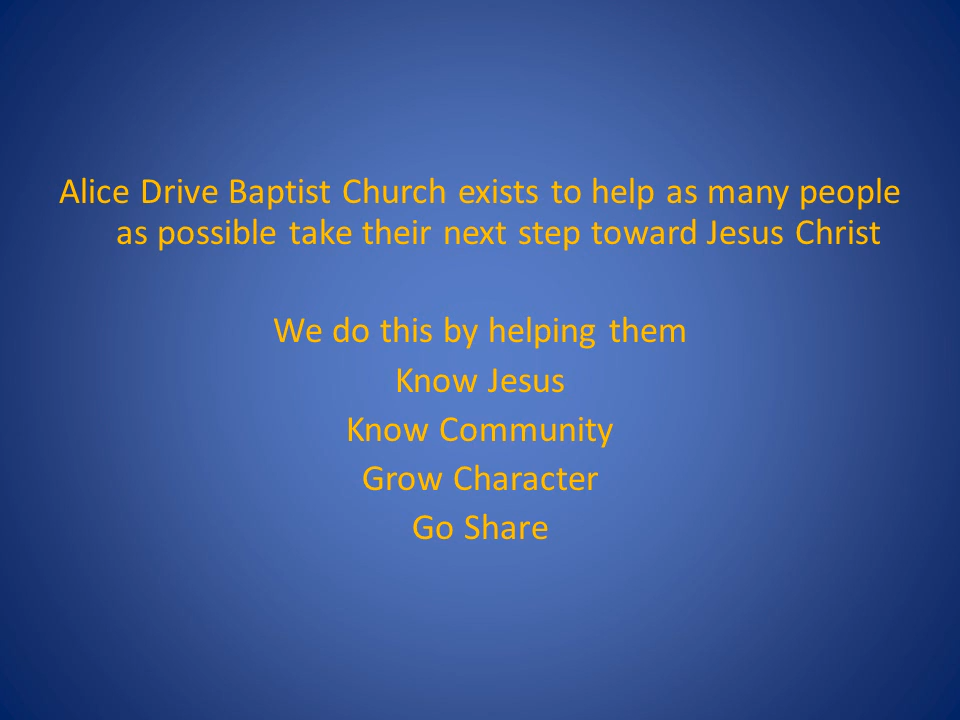 Alice Drive Baptist Church exists to help as many people
as possible take their next step toward Jesus Christ
We do this by helping them
Know Jesus
Know Community
Grow Character
Go Share